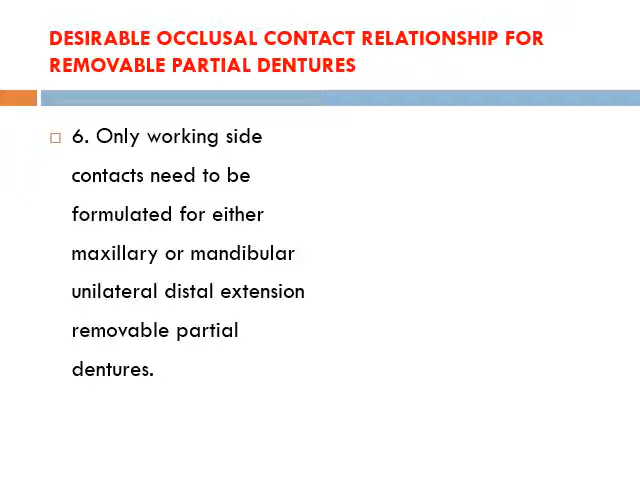 DESIRABLE OCCLUSAL CONTACT RELATIONSHIP FOR
REMOVABLE PARTIAL DENTURES
6. Only working side
contacts need to be
formulated for either
maxillary or mandibular
unilateral distal extension
removable partial
dentures.